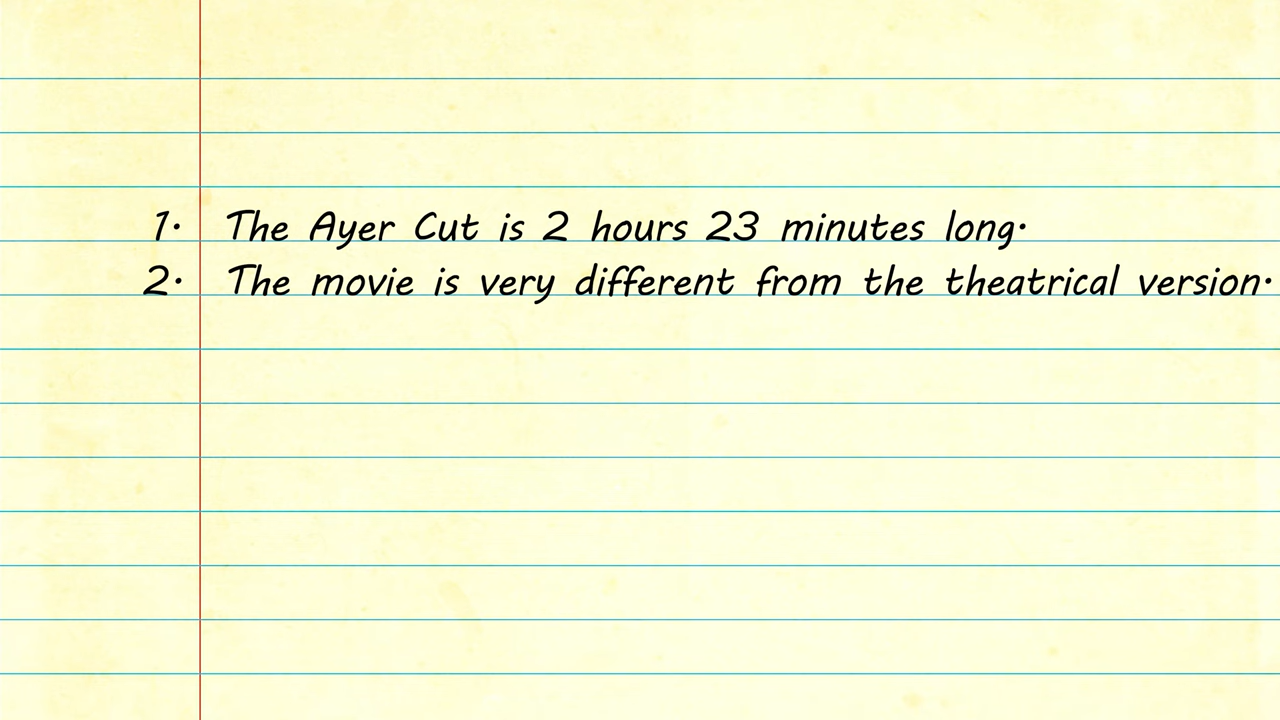 1. The Ayer Cut is 2 hours 23 minutes long.
2. The movie is very different from the theatrical version.